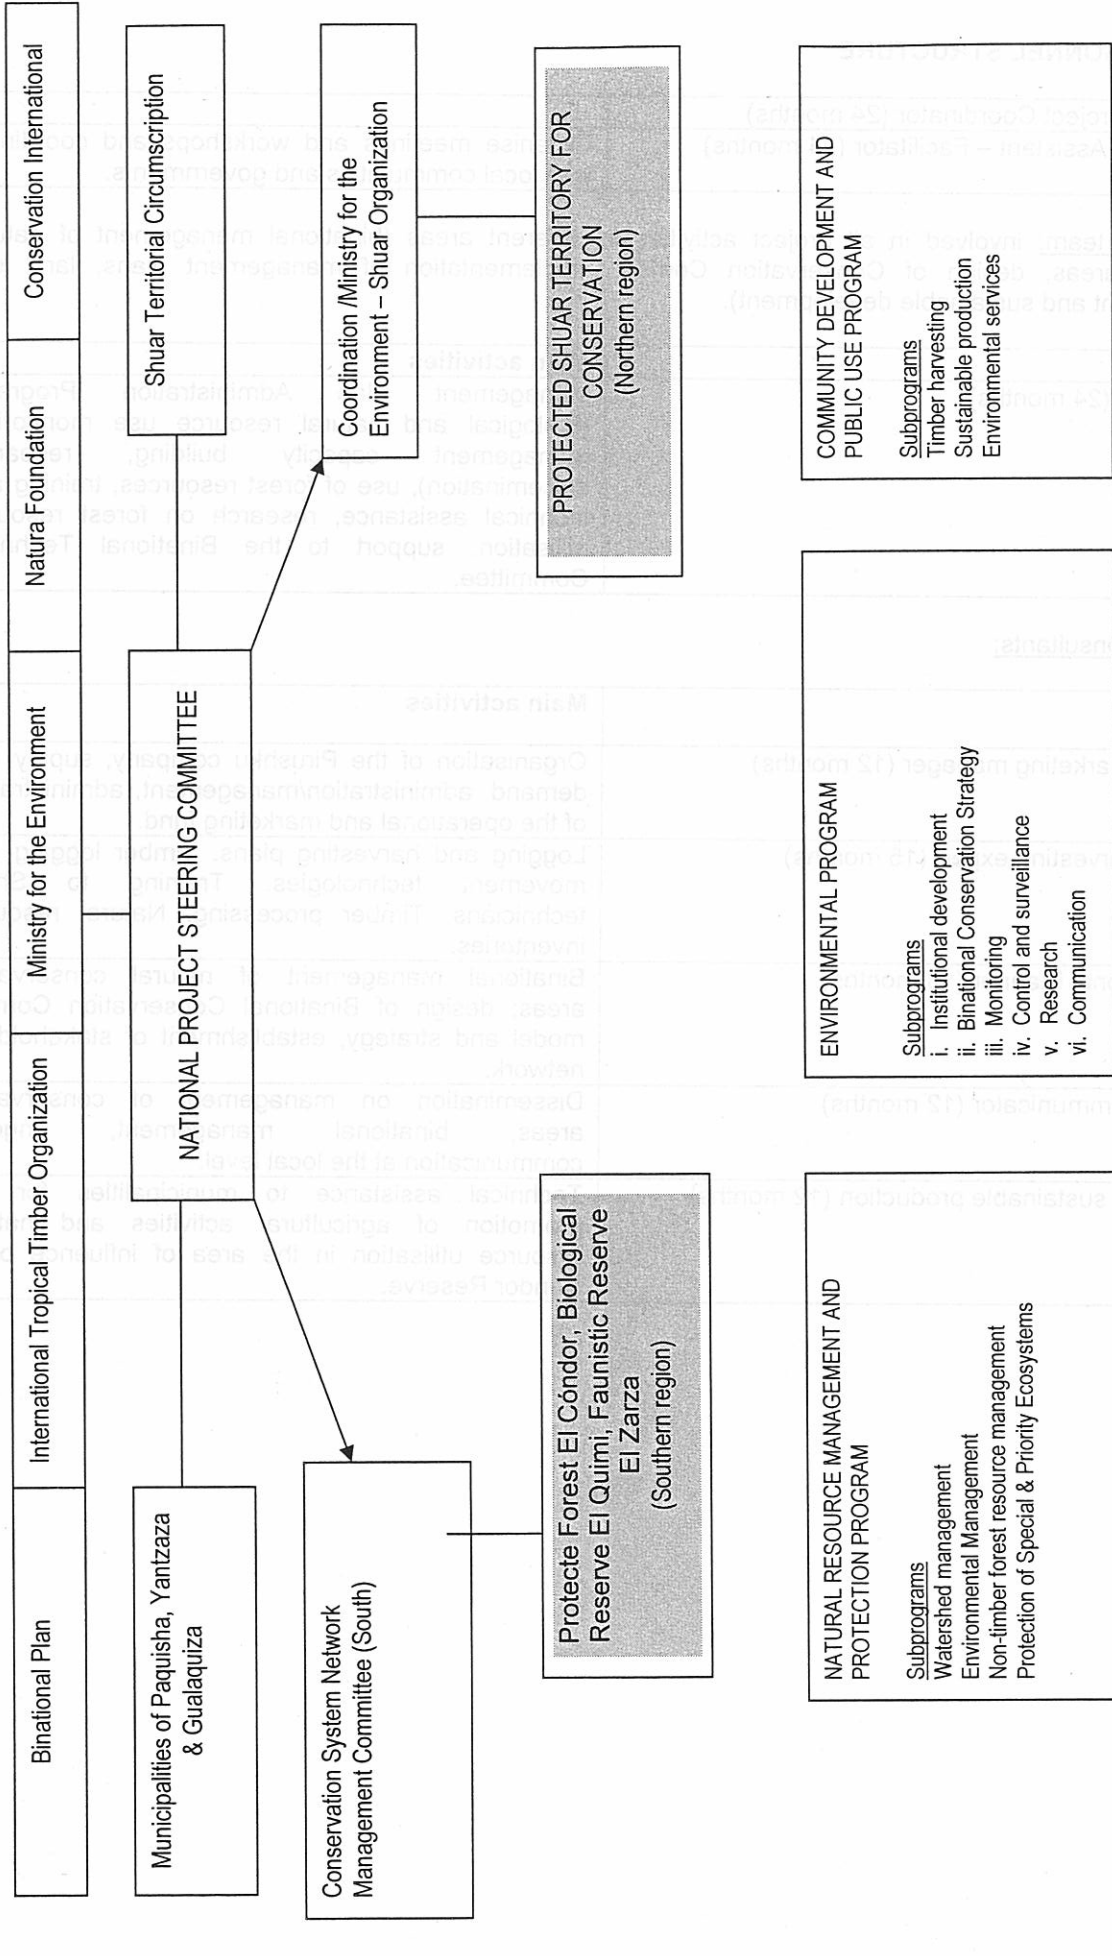 Binational Plan
International Tropical Timber Organization
Ministry for the Environment
Natura Foundation
Conservation International
Municipalities of Paquisha, Yantzaza
& Gualaquiza
NATIONAL PROJECT STEERING COMMITTEE
Shuar Territorial Circumscription
Conservation System Network
Management Committee (South)
Coordination /Ministry for the
Environment – Shuar Organization
Protecte Forest El Cóndor, Biological
Reserve El Quimi, Faunistic Reserve
El Zarza
(Southern region)
PROTECTED SHUAR TERRITORY FOR
CONSERVATION
(Northern region)
NATURAL RESOURCE MANAGEMENT AND
PROTECTION PROGRAM
Subprograms
Watershed management
Environmental Management
Non-timber forest resource management
Protection of Special & Priority Ecosystems
ENVIRONMENTAL PROGRAM
Subprograms
i. Institutional development
ii. Binational Conservation Strategy
iii. Monitoring
iv. Control and surveillance
v. Research
vi. Communication
COMMUNITY DEVELOPMENT AND
PUBLIC USE PROGRAM
Subprograms
Timber harvesting
Sustainable production
Environmental services